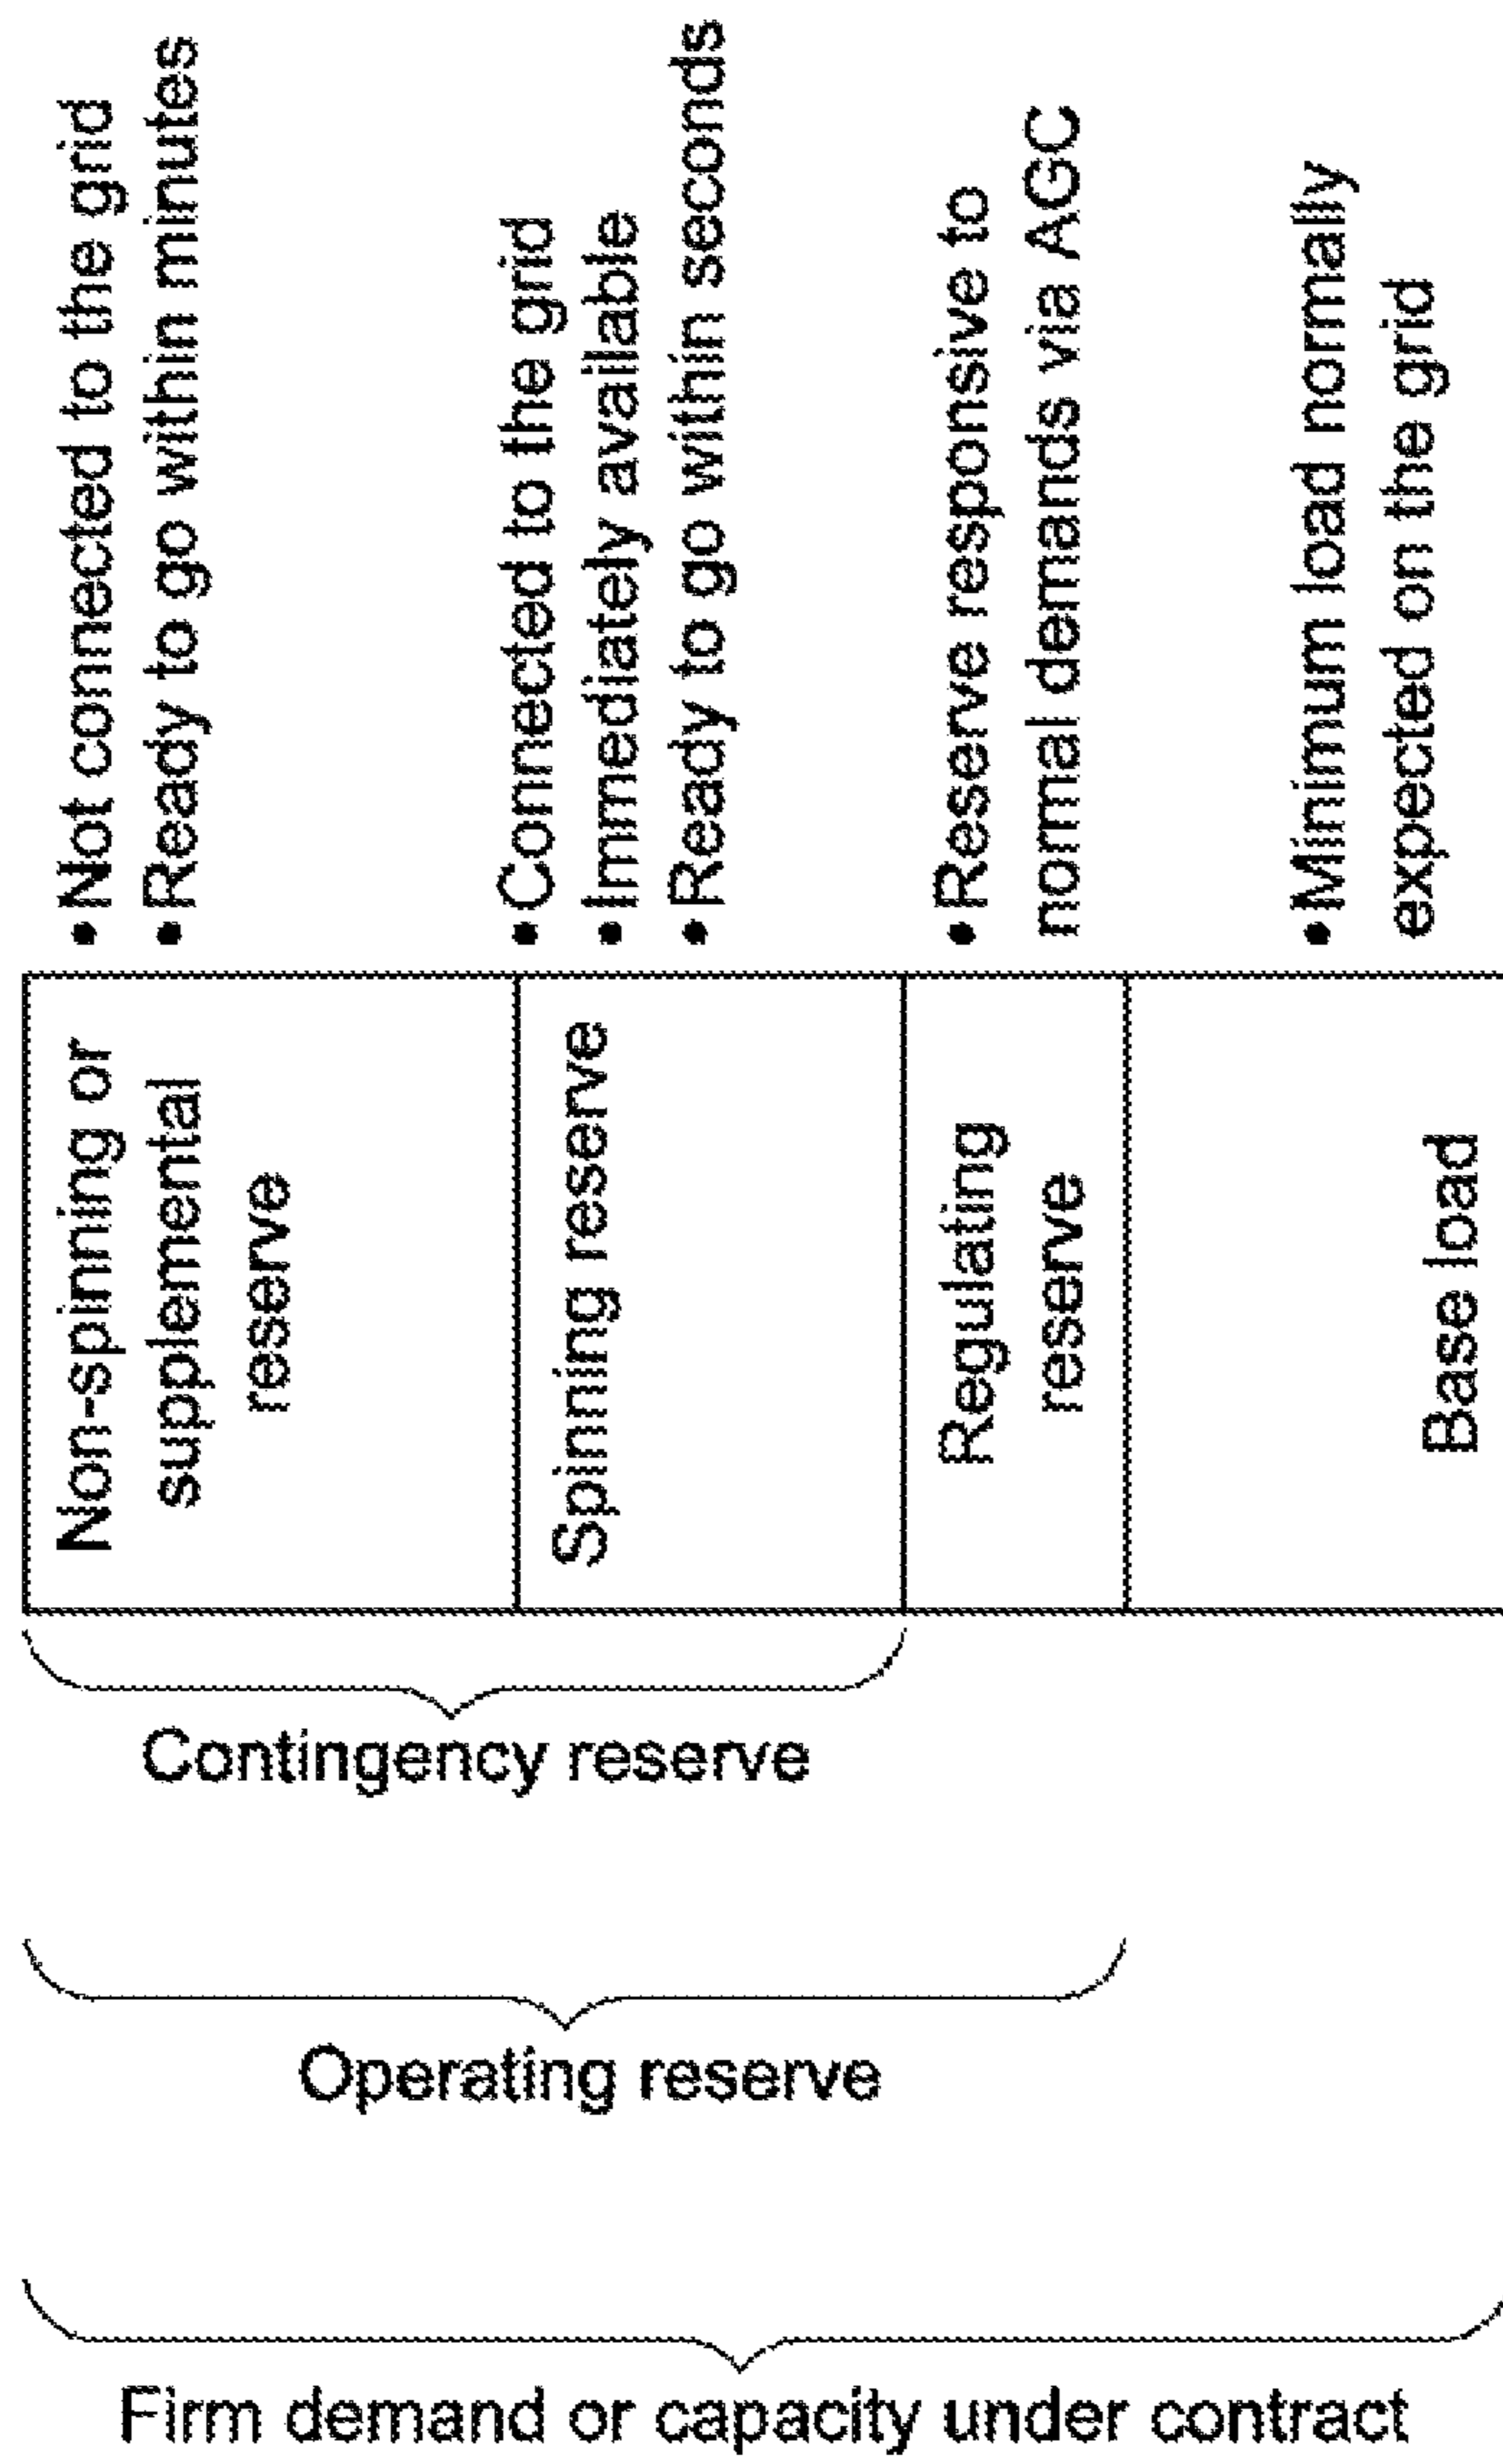 Non-spinning or
supplemental
reserve
•Not connected to the grid
•Ready to go within minutes
Spinning reserve
•Connected to the grid
•Immediately available
•Ready to go within seconds
Regulating
reserve
•Reserve responsive to
normal demands via AGC
Base load
•Minimum load normally
expected on the grid
Contingency reserve
Operating reserve
Firm demand or capacity under contract